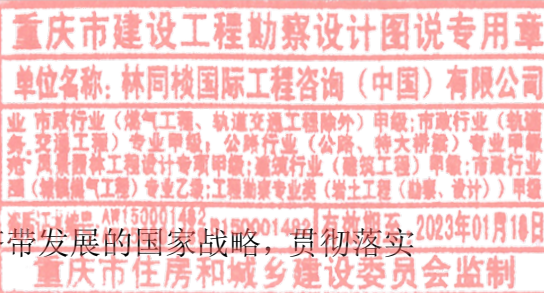 重庆市建设工程勘察设计图说专用章
单位名称：林同棪国际工程咨询（中国）有限公司
业 市政行业（燃气工程、轨道交通工程除外）甲级；市政行业（轨道
务 交通工程）专业甲级；公路行业（公路、特大桥梁）专业甲级
范 风景园林工程设计专项甲级；建筑行业（建筑工程）甲级；市政行业
围（城镇燃气工程）专业乙级；工程勘察专业类（岩土工程（勘察、设计））甲级
AW150001492 有效期至 2023年01月18日
带发展的国家战略，贯彻落实
重庆市住房和城乡建设委员会监制